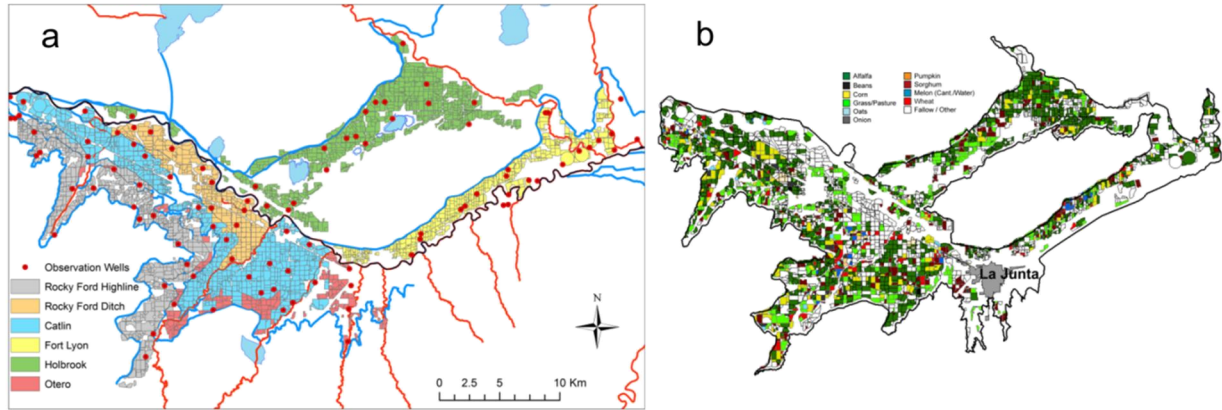 a
Observation Wells
Rocky Ford Highline
Rocky Ford Ditch
Catlin
Fort Lyon
Holbrook
Otero
N
0 2.5 5 10 Km
b
Alfalfa
Beans
Corn
Grass/Pasture
Oats
Onion
Pumpkin
Sorghum
Melon (Cant./Water)
Wheat
Fallow / Other
La Junta